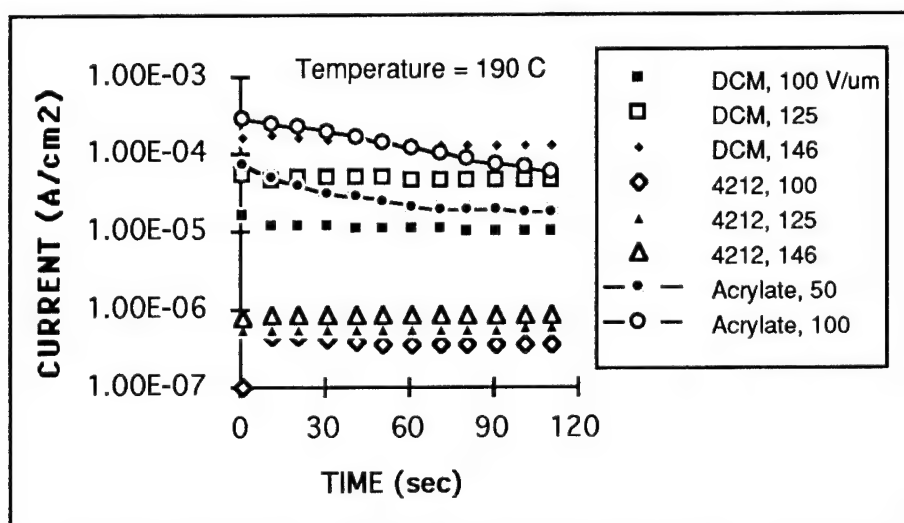 Temperature = 190 C
1.00E-03
1.00E-04
1.00E-05
1.00E-06
1.00E-07
CURRENT (A/cm2)
0 30 60 90 120
TIME (sec)
DCM, 100 V/um
DCM, 125
DCM, 146
4212, 100
4212, 125
4212, 146
Acrylate, 50
Acrylate, 100